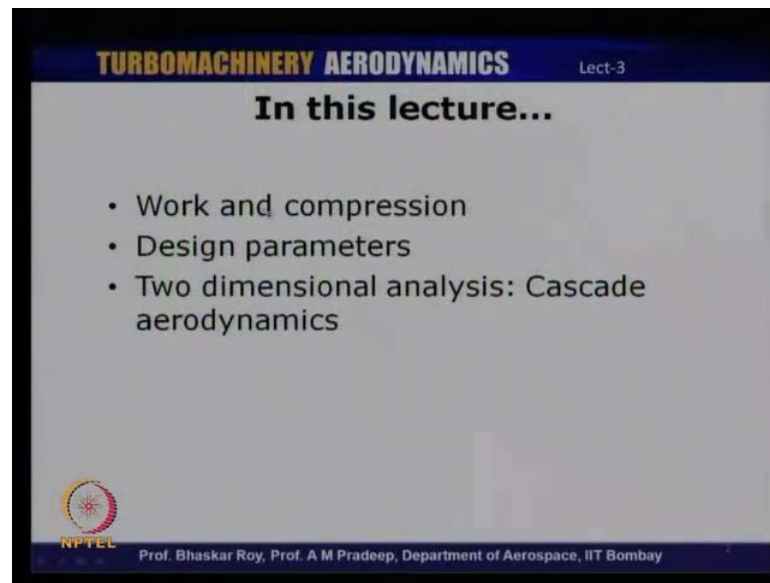 TURBOMACHINERY AERODYNAMICS Lect-3
In this lecture...
• Work and compression
• Design parameters
• Two dimensional analysis: Cascade
aerodynamics
NPTEL
Prof. Bhaskar Roy, Prof. A M Pradeep, Department of Aerospace, IIT Bombay